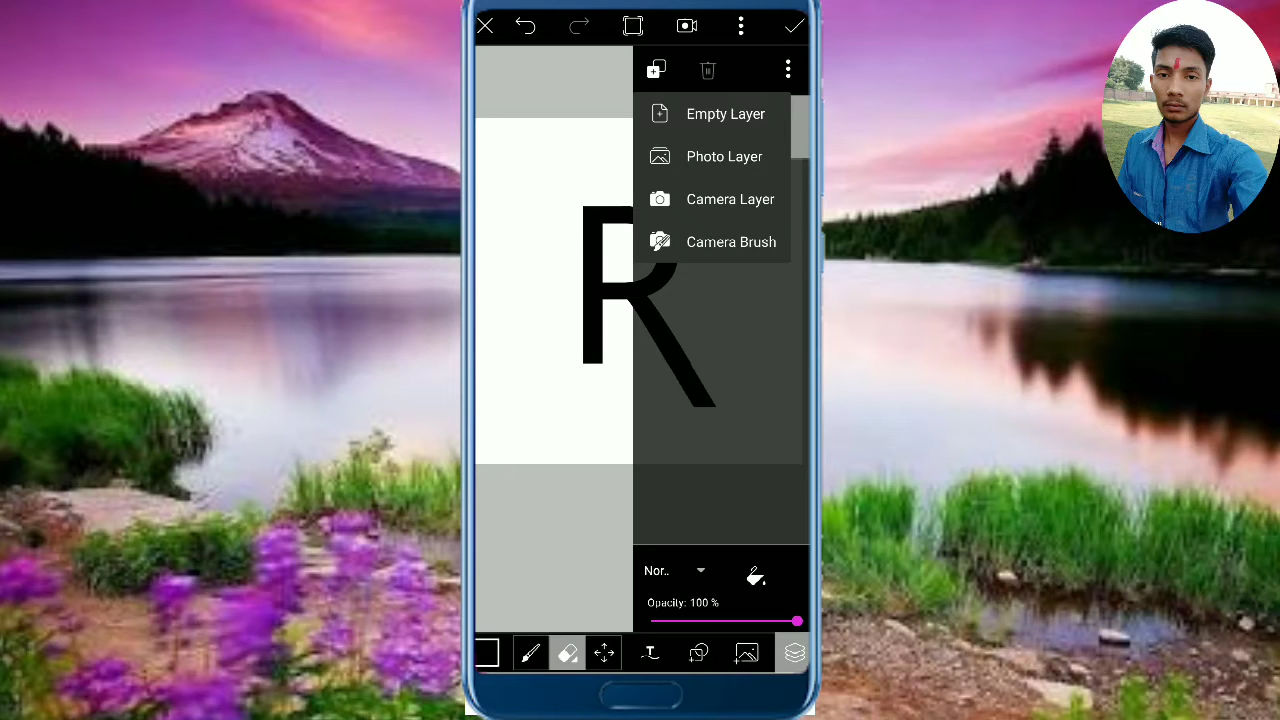 Empty Layer
Photo Layer
Camera Layer
Camera Brush
R
Nor..
Opacity: 100 %
T